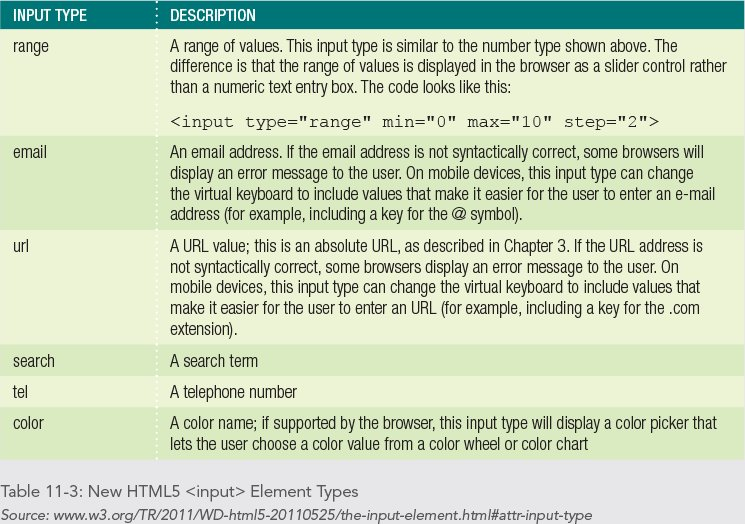 INPUT TYPE DESCRIPTION
range A range of values. This input type is similar to the number type shown above. The
difference is that the range of values is displayed in the browser as a slider control rather
than a numeric text entry box. The code looks like this:
<input type="range" min="0" max="10" step="2">
email An email address. If the email address is not syntactically correct, some browsers will
display an error message to the user. On mobile devices, this input type can change
the virtual keyboard to include values that make it easier for the user to enter an e-mail
address (for example, including a key for the @ symbol).
url A URL value; this is an absolute URL, as described in Chapter 3. If the URL address is
not syntactically correct, some browsers display an error message to the user. On
mobile devices, this input type can change the virtual keyboard to include values that
make it easier for the user to enter an URL (for example, including a key for the .com
extension).
search A search term
tel A telephone number
color A color name; if supported by the browser, this input type will display a color picker that
lets the user choose a color value from a color wheel or color chart
Table 11-3: New HTML5 <input> Element Types
Source: www.w3.org/TR/2011/WD-html5-20110525/the-input-element.html#attr-input-type